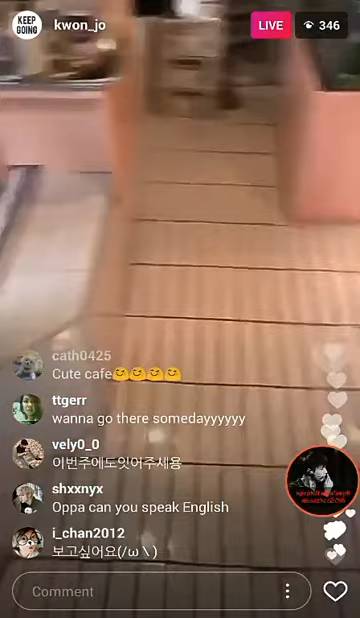 KEEP
GOING
kwon_jo
LIVE
346
cath0425
Cute cafe🤗🤗🤗🤗
ttgerr
wanna go there somedayyyyyy
vely0_0
이번주에도잇어주세용
shxxnyx
Oppa can you speak English
i_chan2012
보고싶어요(/ω\)
Comment